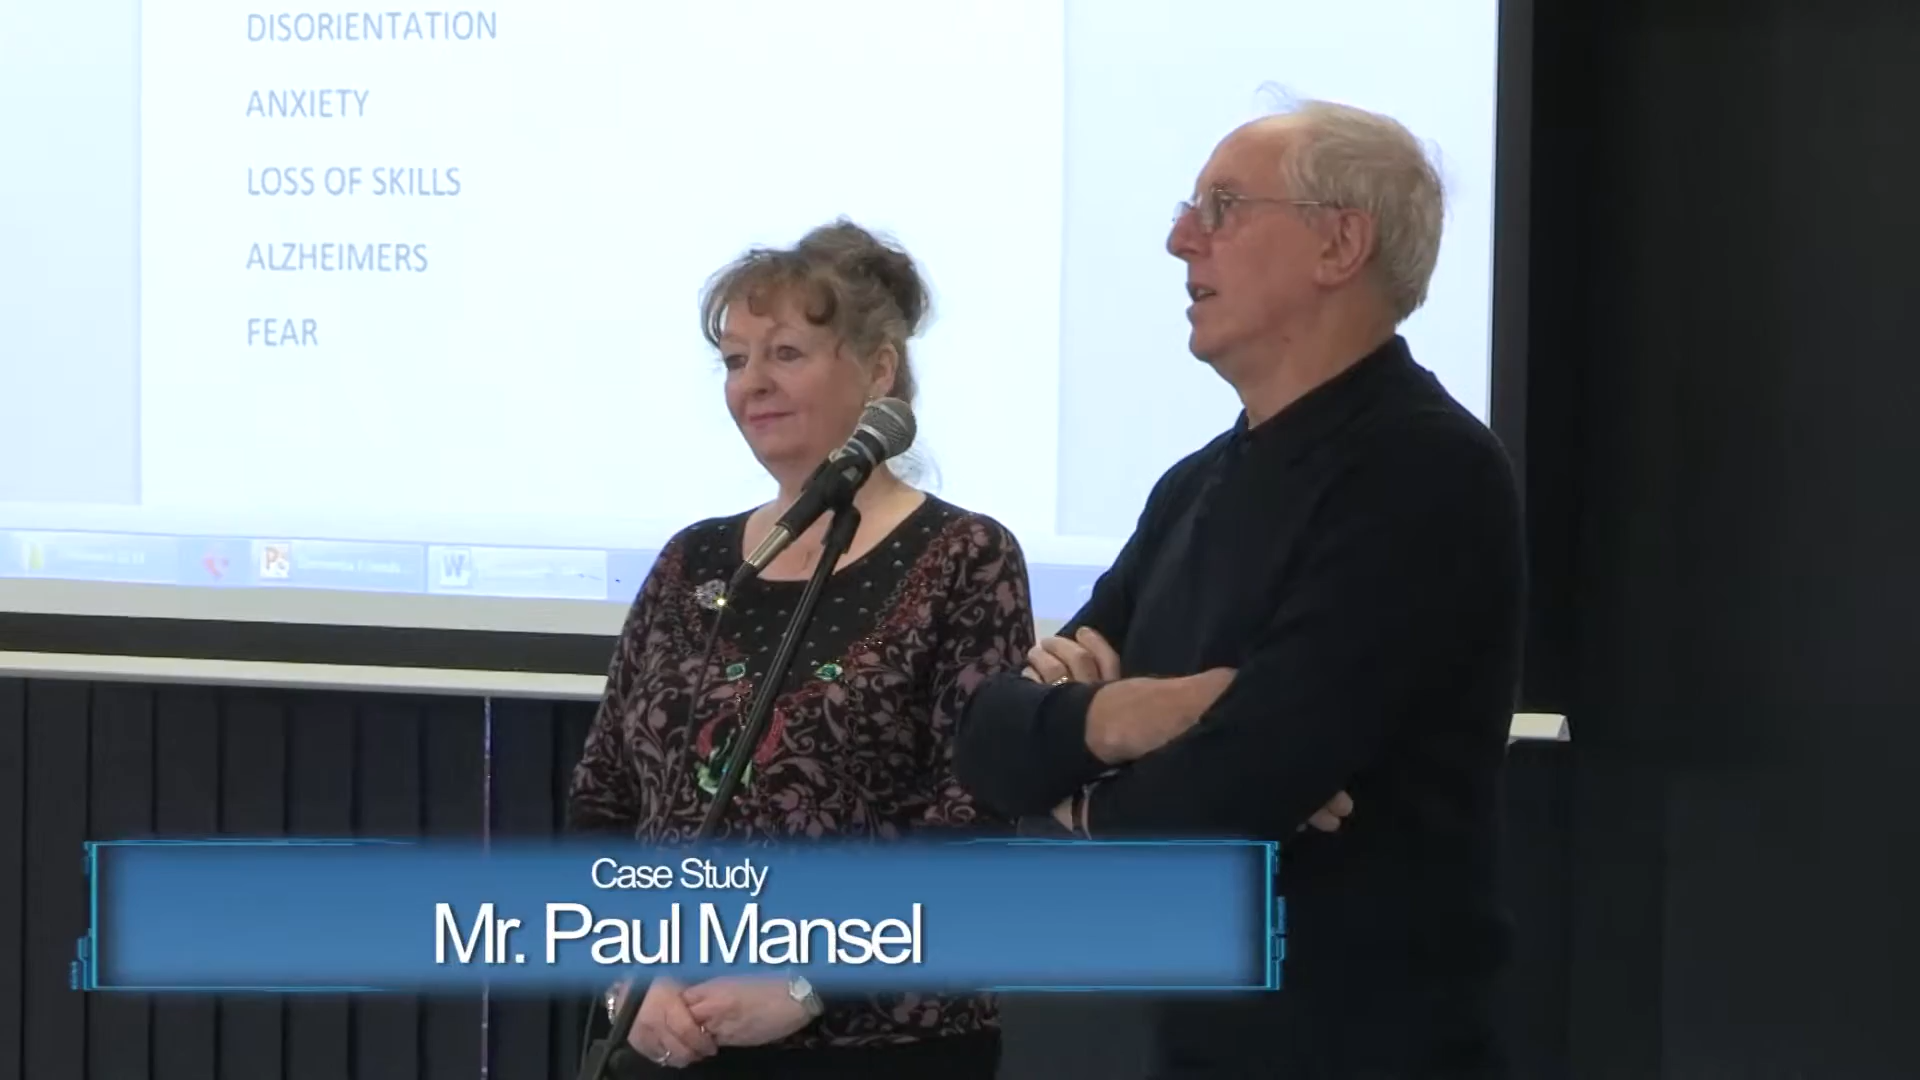 DISORIENTATION
ANXIETY
LOSS OF SKILLS
ALZHEIMERS
FEAR
Case Study
Mr. Paul Mansel